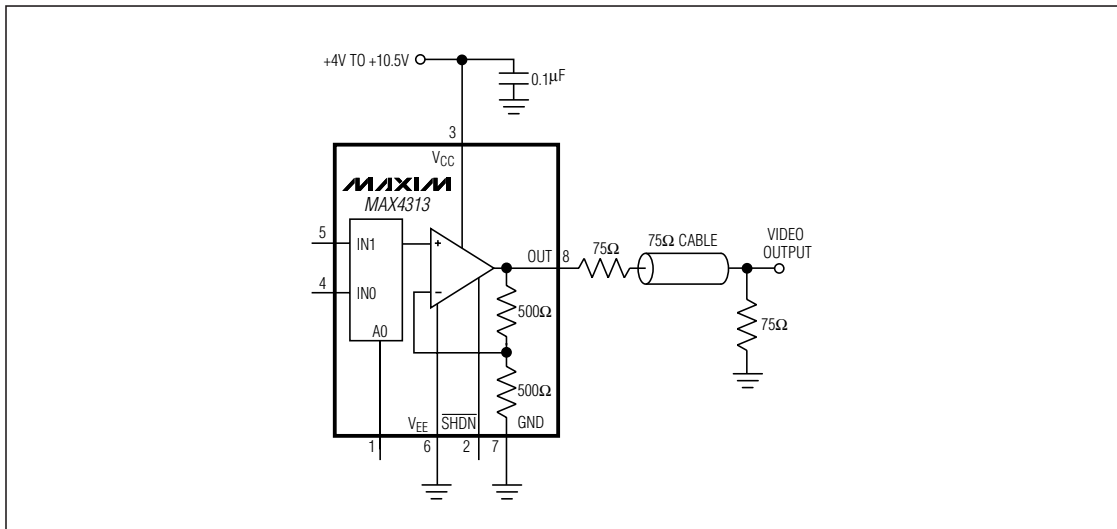 +4V TO +10.5V
0.1µF
3
VCC
MAXIM
MAX4313
5
IN1
4
IN0
A0
+
−
OUT
8
75Ω
75Ω CABLE
VIDEO
OUTPUT
500Ω
75Ω
500Ω
VEE
SHDN
GND
1
6
2
7